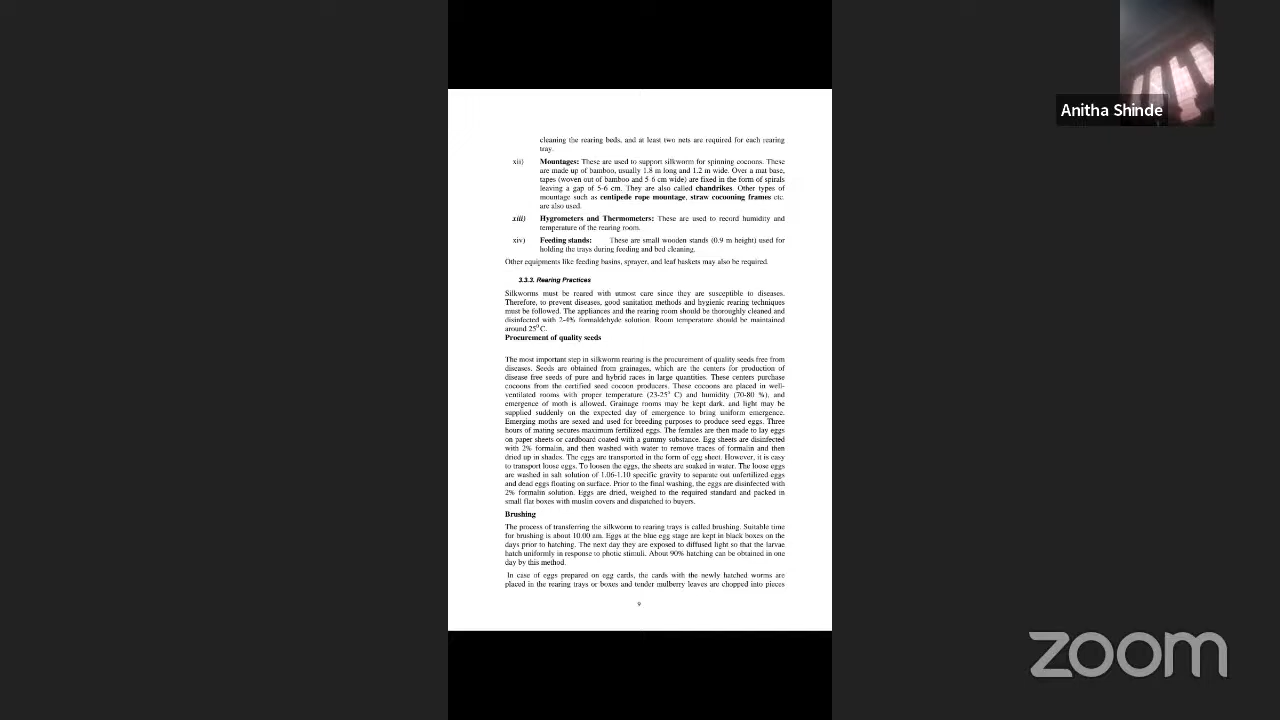 Anitha Shinde
cleaning the rearing beds, and at least two nets are required for each rearing
tray.
xii) Mountages: These are used to support silkworm for spinning cocoons. These
are made up of bamboo, usually 1.8 m long and 1.2 m wide. Over a mat base,
tapes (woven out of bamboo and 5-6 cm wide) are fixed in the form of spirals
leaving a gap of 5-6 cm. They are also called chandrikes. Other types of
mountage such as centipede rope mountage, straw cocooning frames etc.
are also used.
xiii) Hygrometers and Thermometers: These are used to record humidity and
temperature of the rearing room.
xiv) Feeding stands: These are small wooden stands (0.9 m height) used for
holding the trays during feeding and bed cleaning.
Other equipments like feeding basins, sprayer, and leaf baskets may also be required.
3.3.3. Rearing Practices
Silkworms must be reared with utmost care since they are susceptible to diseases.
Therefore, to prevent diseases, good sanitation methods and hygienic rearing techniques
must be followed. The appliances and the rearing room should be thoroughly cleaned and
disinfected with 2-4% formaldehyde solution. Room temperature should be maintained
around 25⁰C.
Procurement of quality seeds
The most important step in silkworm rearing is the procurement of quality seeds free from
diseases. Seeds are obtained from grainages, which are the centers for production of
disease free seeds of pure and hybrid races in large quantities. These centers purchase
cocoons from the certified seed cocoon producers. These cocoons are placed in well-
ventilated rooms with proper temperature (23-25° C) and humidity (70-80 %), and
emergence of moth is allowed. Grainage rooms may be kept dark, and light may be
supplied suddenly on the expected day of emergence to bring uniform emergence.
Emerging moths are sexed and used for breeding purposes to produce seed eggs. Three
hours of mating secures maximum fertilized eggs. The females are then made to lay eggs
on paper sheets or cardboard coated with a gummy substance. Egg sheets are disinfected
with 2% formalin, and then washed with water to remove traces of formalin and then
dried up in shades. The eggs are transported in the form of egg sheet. However, it is easy
to transport loose eggs. To loosen the eggs, the sheets are soaked in water. The loose eggs
are washed in salt solution of 1.06-1.10 specific gravity to separate out unfertilized eggs
and dead eggs floating on surface. Prior to the final washing, the eggs are disinfected with
2% formalin solution. Eggs are dried, weighed to the required standard and packed in
small flat boxes with muslin covers and dispatched to buyers.
Brushing
The process of transferring the silkworm to rearing trays is called brushing. Suitable time
for brushing is about 10.00 am. Eggs at the blue egg stage are kept in black boxes on the
days prior to hatching. The next day they are exposed to diffused light so that the larvae
hatch uniformly in response to photic stimuli. About 90% hatching can be obtained in one
day by this method.
In case of eggs prepared on egg cards, the cards with the newly hatched worms are
placed in the rearing trays or boxes and tender mulberry leaves are chopped into pieces
9
zoom